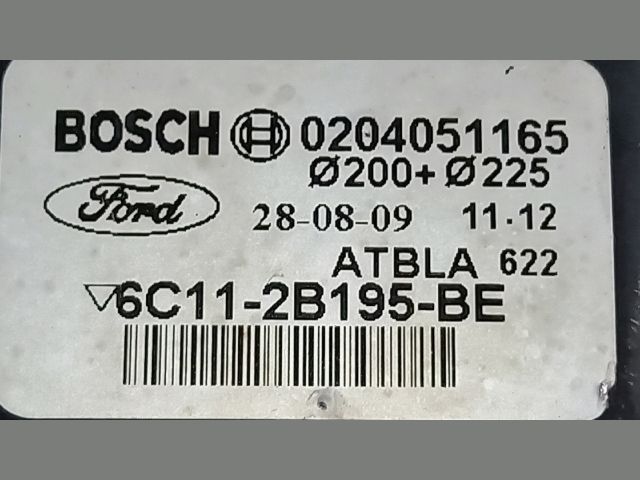 BOSCH 0204051165
Ø200+Ø225
Ford 28-08-09 11.12
ATBLA 622
6C11-2B195-BE